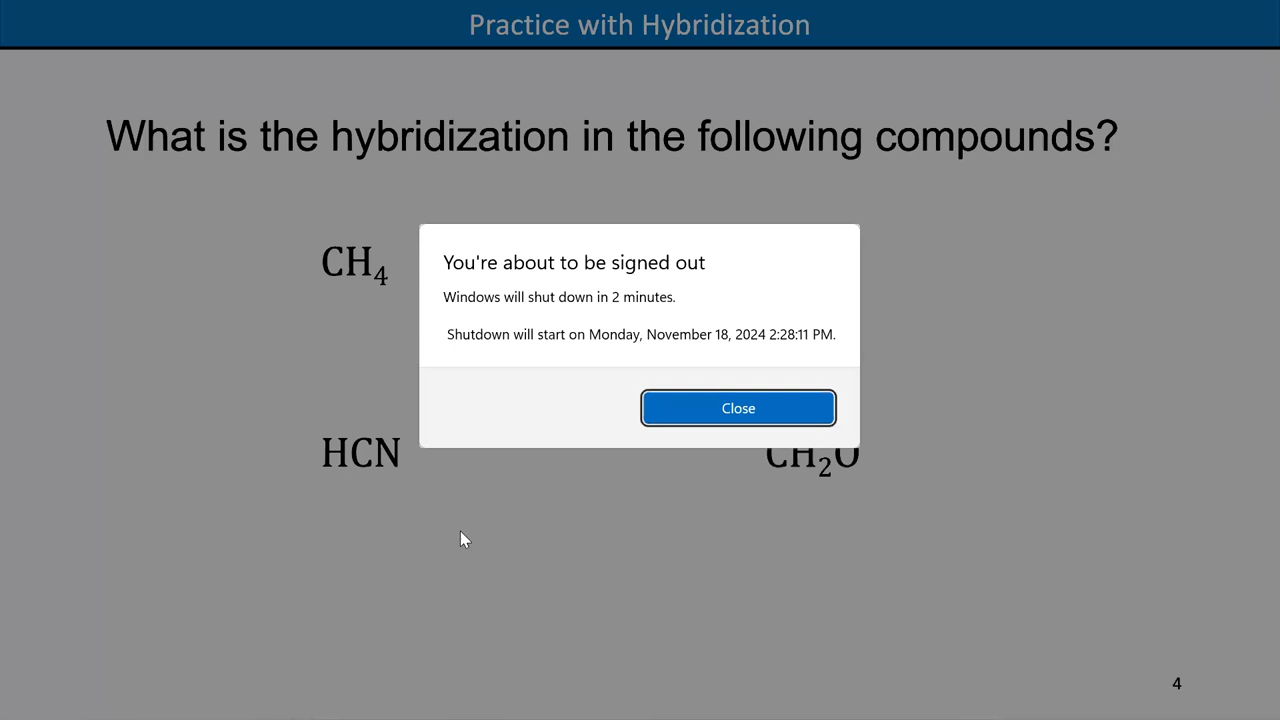 Practice with Hybridization
What is the hybridization in the following compounds?
CH₄
You're about to be signed out
Windows will shut down in 2 minutes.
Shutdown will start on Monday, November 18, 2024 2:28:11 PM.
Close
HCN
CH₂O
4